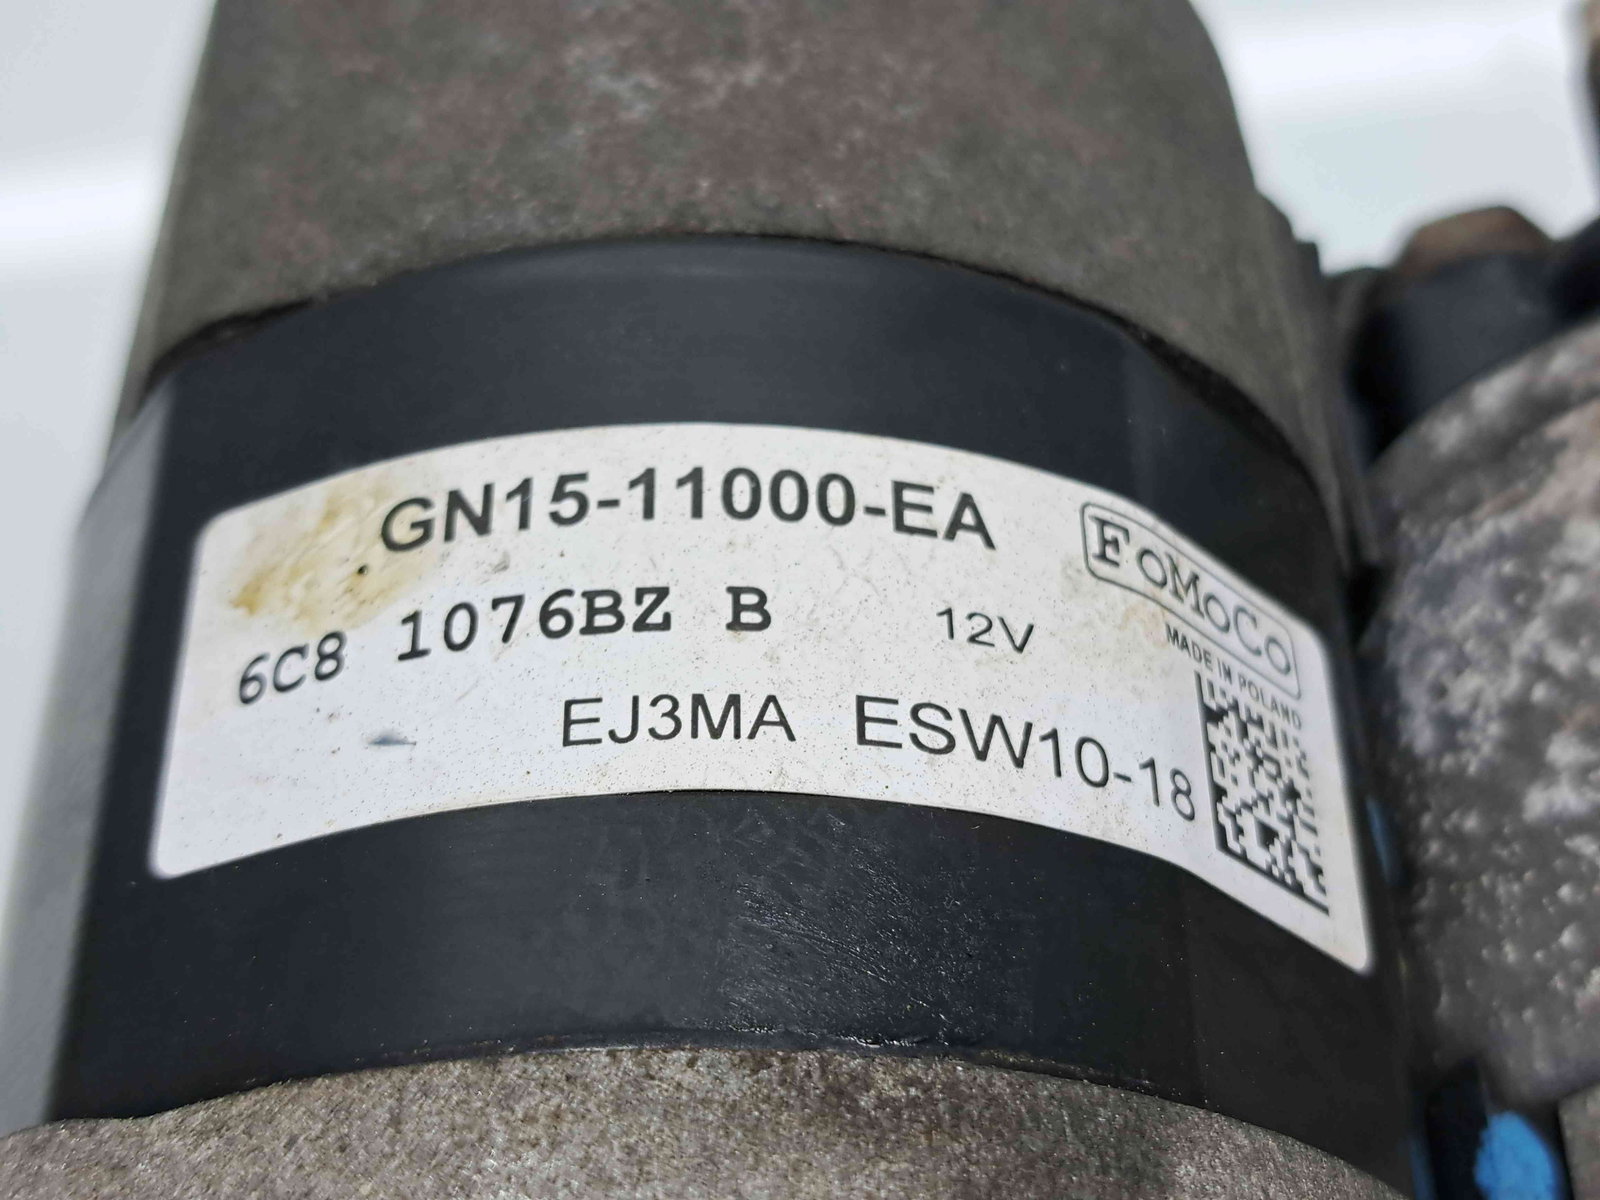 GN15-11000-EA
FoMoCo
MADE IN POLAND
6C8 1076BZ B 12V
EJ3MA ESW10-18